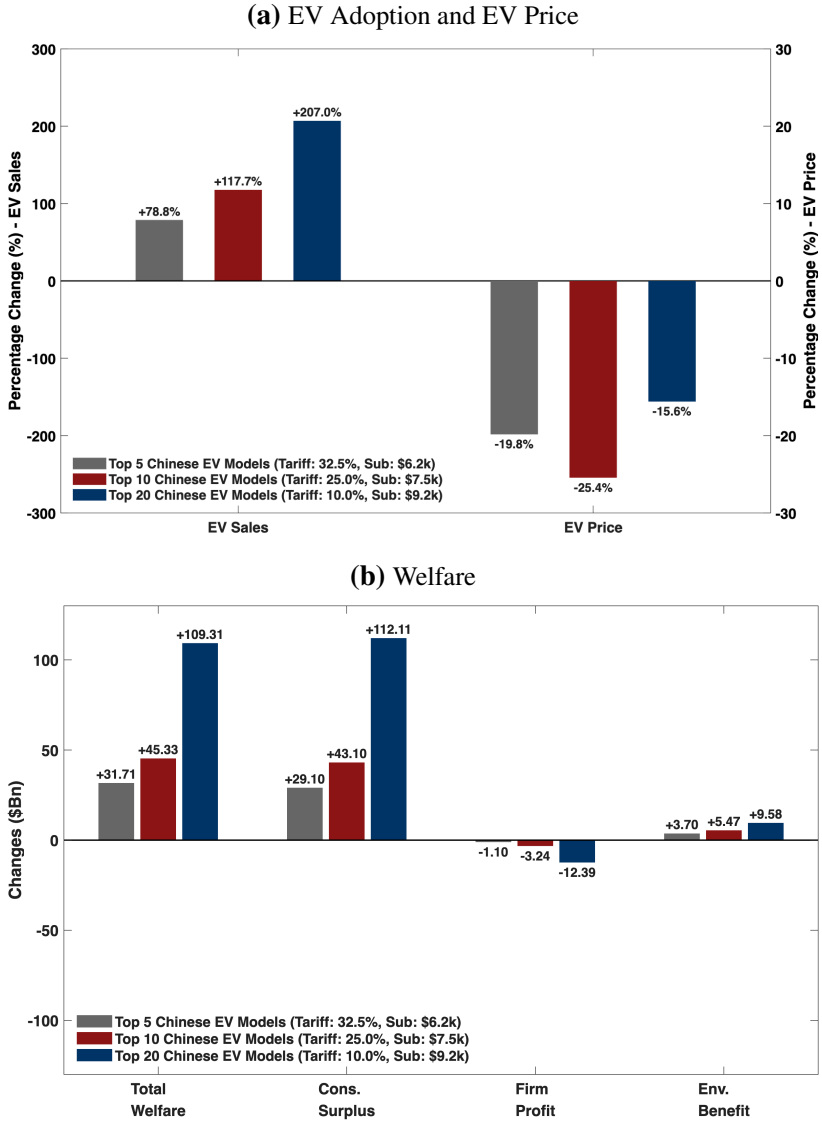 (a) EV Adoption and EV Price
300
200
100
0
-100
-200
-300
Percentage Change (%) - EV Sales
30
20
10
0
-10
-20
-30
Percentage Change (%) - EV Price
+78.8%
+117.7%
+207.0%
-19.8%
-25.4%
-15.6%
Top 5 Chinese EV Models (Tariff: 32.5%, Sub: $6.2k)
Top 10 Chinese EV Models (Tariff: 25.0%, Sub: $7.5k)
Top 20 Chinese EV Models (Tariff: 10.0%, Sub: $9.2k)
EV Sales
EV Price
(b) Welfare
100
50
0
-50
-100
Changes ($Bn)
+31.71
+45.33
+109.31
+29.10
+43.10
+112.11
-1.10
-3.24
-12.39
+3.70
+5.47
+9.58
Top 5 Chinese EV Models (Tariff: 32.5%, Sub: $6.2k)
Top 10 Chinese EV Models (Tariff: 25.0%, Sub: $7.5k)
Top 20 Chinese EV Models (Tariff: 10.0%, Sub: $9.2k)
Total
Welfare
Cons.
Surplus
Firm
Profit
Env.
Benefit